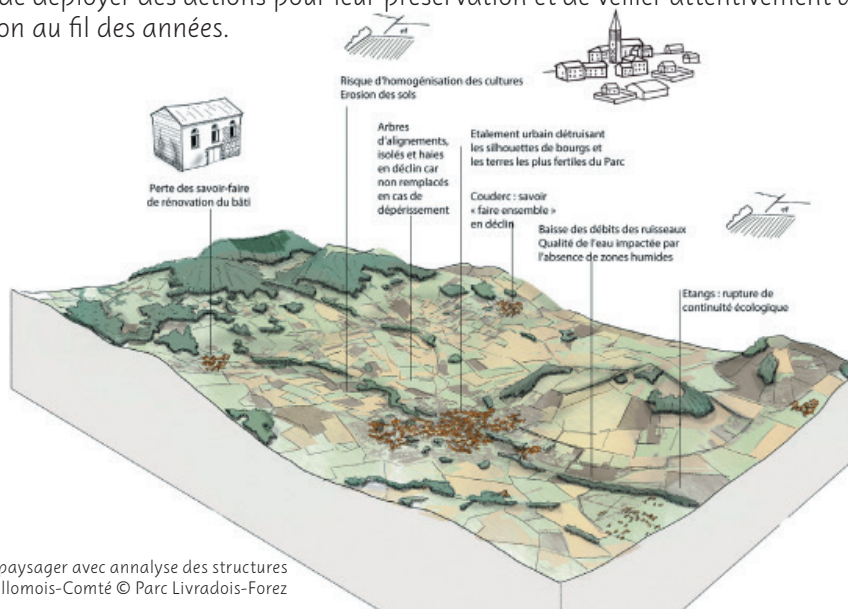 de déployer des actions pour leur préservation et de veiller attentivement à
on au fil des années.
Risque d'homogénisation des cultures
Erosion des sols
Arbres
d'alignements,
isolés et haies
en déclin car
non remplacés
en cas de
dépérissement
Etalement urbain détruisant
les silhouettes de bourgs et
les terres les plus fertiles du Parc
Perte des savoir-faire
de rénovation du bâti
Couderc : savoir
« faire ensemble »
en déclin
Baisse des débits des ruisseaux
Qualité de l'eau impactée par
l'absence de zones humides
Etangs : rupture de
continuité écologique
paysager avec annalyse des structures
llomois-Comté © Parc Livradois-Forez